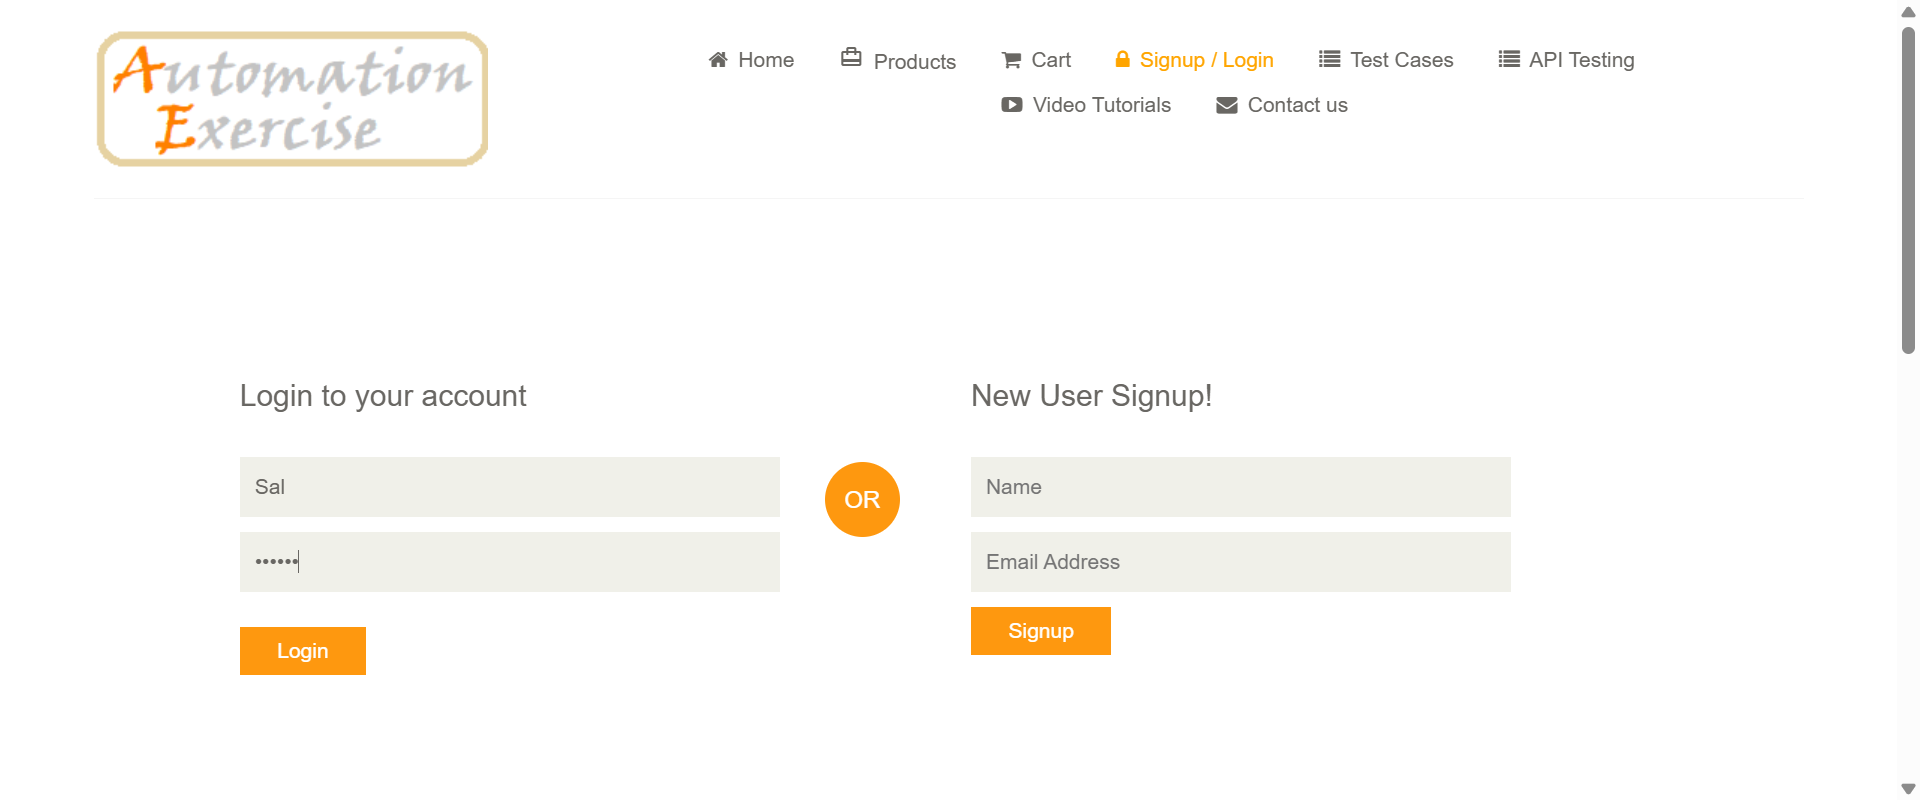 Automation
Exercise
Home
Products
Cart
Signup / Login
Test Cases
API Testing
Video Tutorials
Contact us
Login to your account
Sal
••••••
Login
OR
New User Signup!
Name
Email Address
Signup